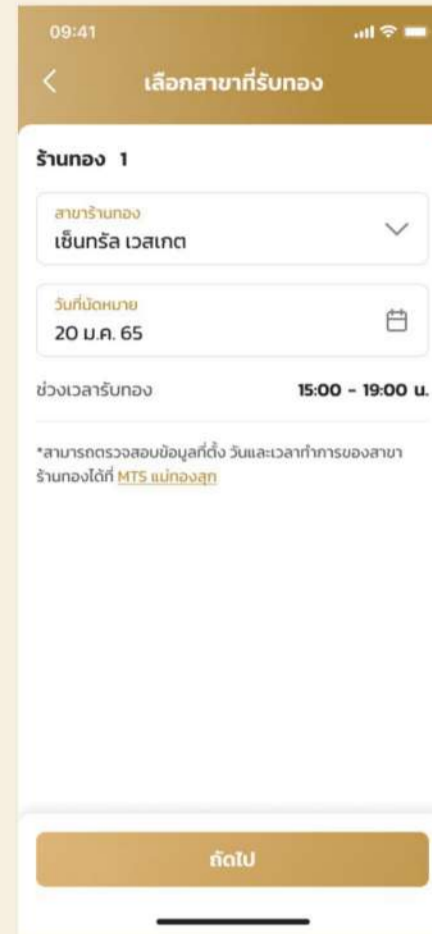 09:41
เลือกสาขาที่รับทอง
ร้านทอง 1
สาขาร้านทอง
เซ็นทรัล เวสเกต
วันที่นัดหมาย
20 ม.ค. 65
ช่วงเวลารับทอง 15:00 - 19:00 น.
*สามารถตรวจสอบข้อมูลที่ตั้ง วันและเวลาทำการของสาขา
ร้านทองได้ที่ MTS แม่ทองสุก
ถัดไป